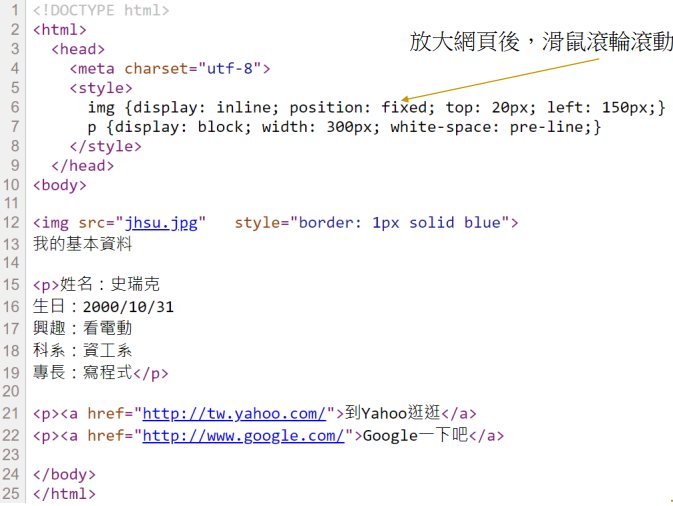 1 <!DOCTYPE html>
放大網頁後，滑鼠滾輪滾動
2 <html>
3 <head>
4 <meta charset="utf-8">
5 <style>
6 img {display: inline; position: fixed; top: 20px; left: 150px;}
7 p {display: block; width: 300px; white-space: pre-line;}
8 </style>
9 </head>
10 <body>
11
12 <img src="jhsu.jpg" style="border: 1px solid blue">
13 我的基本資料
14
15 <p>姓名：史瑞克
16 生日：2000/10/31
17 興趣：看電動
18 科系：資工系
19 專長：寫程式</p>
20
21 <p><a href="http://tw.yahoo.com/">到Yahoo逛逛</a>
22 <p><a href="http://www.google.com/">Google一下吧</a>
23
24 </body>
25 </html>